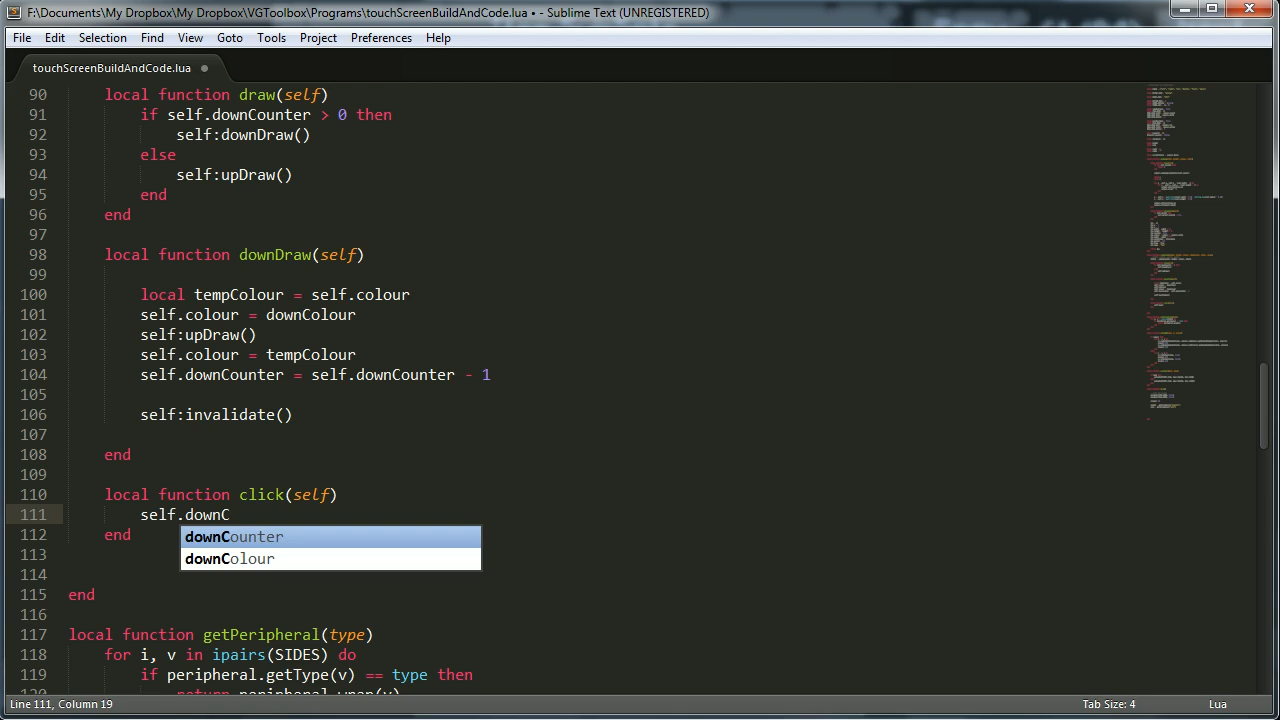 F:\Documents\My Dropbox\My Dropbox\VGToolbox\Programs\touchScreenBuildAndCode.lua • - Sublime Text (UNREGISTERED)
File Edit Selection Find View Goto Tools Project Preferences Help
touchScreenBuildAndCode.lua
90 local function draw(self)
91 if self.downCounter > 0 then
92 self:downDraw()
93 else
94 self:upDraw()
95 end
96 end
97
98 local function downDraw(self)
99
100 local tempColour = self.colour
101 self.colour = downColour
102 self:upDraw()
103 self.colour = tempColour
104 self.downCounter = self.downCounter - 1
105
106 self:invalidate()
107
108 end
109
110 local function click(self)
111 self.downC
112 end
downCounter
downColour
113
114
115 end
116
117 local function getPeripheral(type)
118 for i, v in ipairs(SIDES) do
119 if peripheral.getType(v) == type then
120 return peripheral.wrap(v)
Line 111, Column 19
Tab Size: 4
Lua